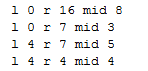 l 0 r 16 mid 8
l 0 r 7 mid 3
l 4 r 7 mid 5
l 4 r 4 mid 4